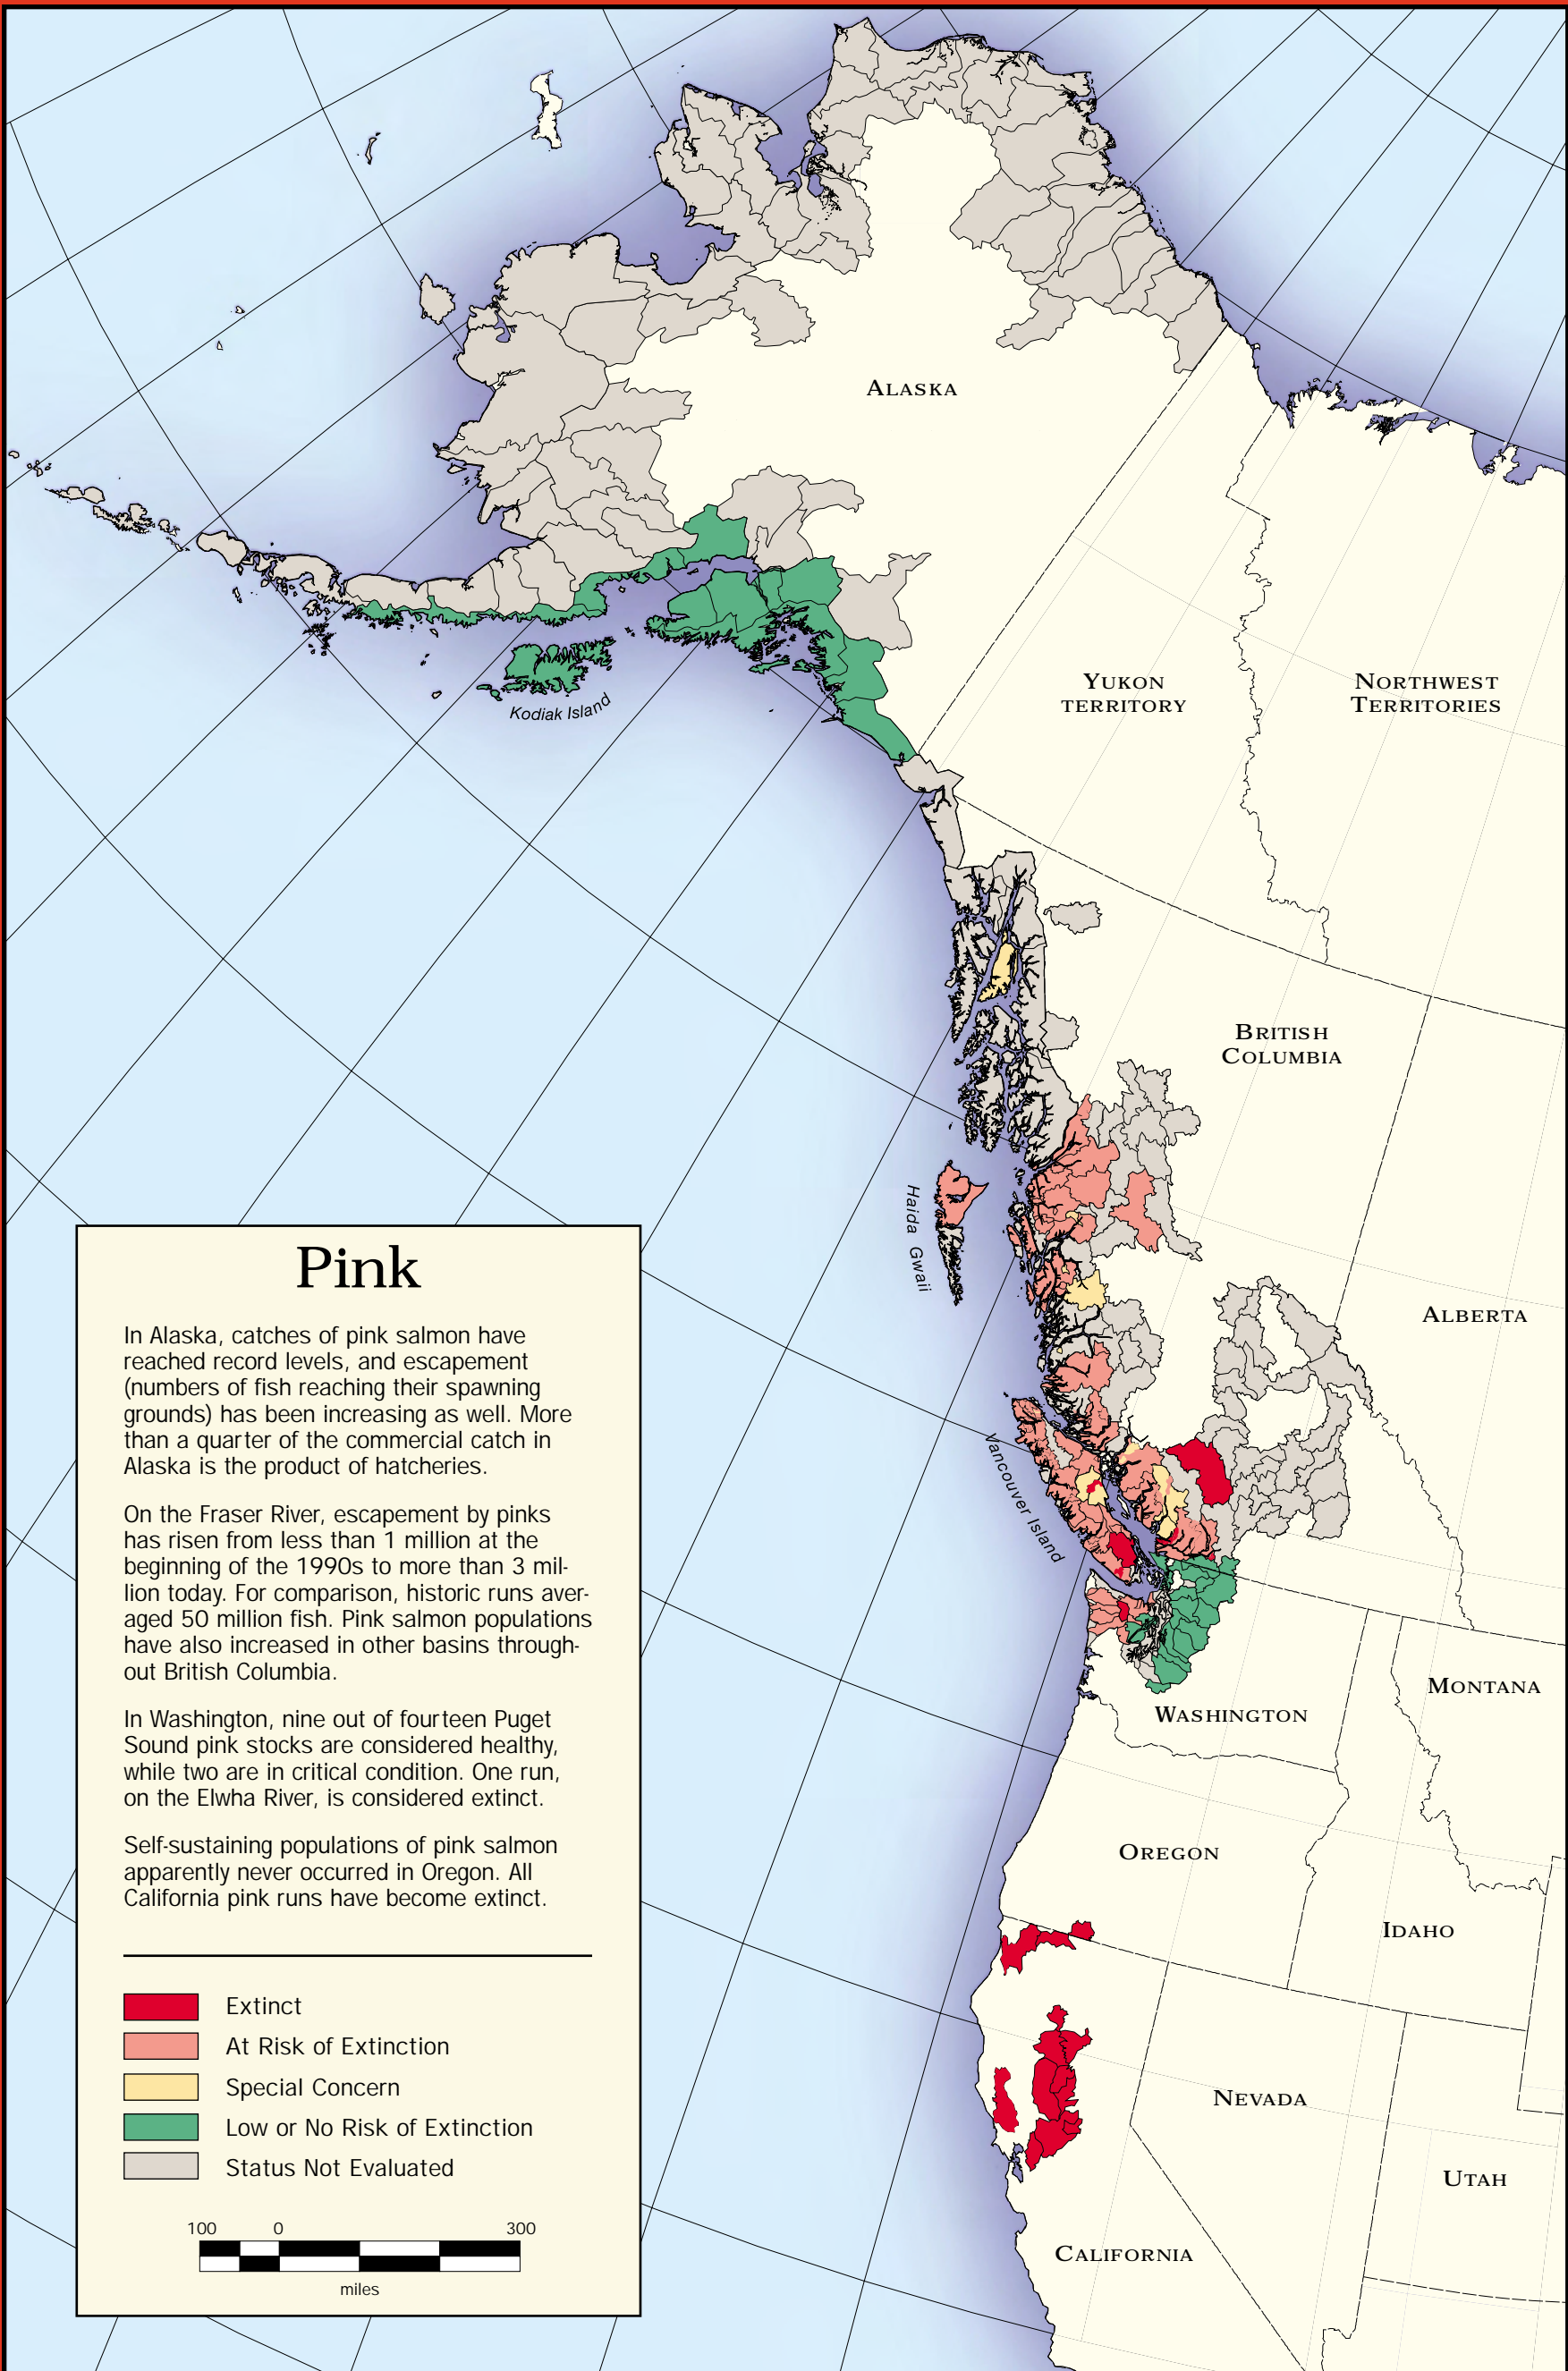 ALASKA
YUKON
TERRITORY
NORTHWEST
TERRITORIES
Kodiak Island
BRITISH
COLUMBIA
Haida Gwaii
ALBERTA
Vancouver Island
MONTANA
WASHINGTON
OREGON
IDAHO
NEVADA
UTAH
CALIFORNIA
Pink
In Alaska, catches of pink salmon have
reached record levels, and escapement
(numbers of fish reaching their spawning
grounds) has been increasing as well. More
than a quarter of the commercial catch in
Alaska is the product of hatcheries.
On the Fraser River, escapement by pinks
has risen from less than 1 million at the
beginning of the 1990s to more than 3 mil-
lion today. For comparison, historic runs aver-
aged 50 million fish. Pink salmon populations
have also increased in other basins through-
out British Columbia.
In Washington, nine out of fourteen Puget
Sound pink stocks are considered healthy,
while two are in critical condition. One run,
on the Elwha River, is considered extinct.
Self-sustaining populations of pink salmon
apparently never occurred in Oregon. All
California pink runs have become extinct.
Extinct
At Risk of Extinction
Special Concern
Low or No Risk of Extinction
Status Not Evaluated
100 0 300
miles